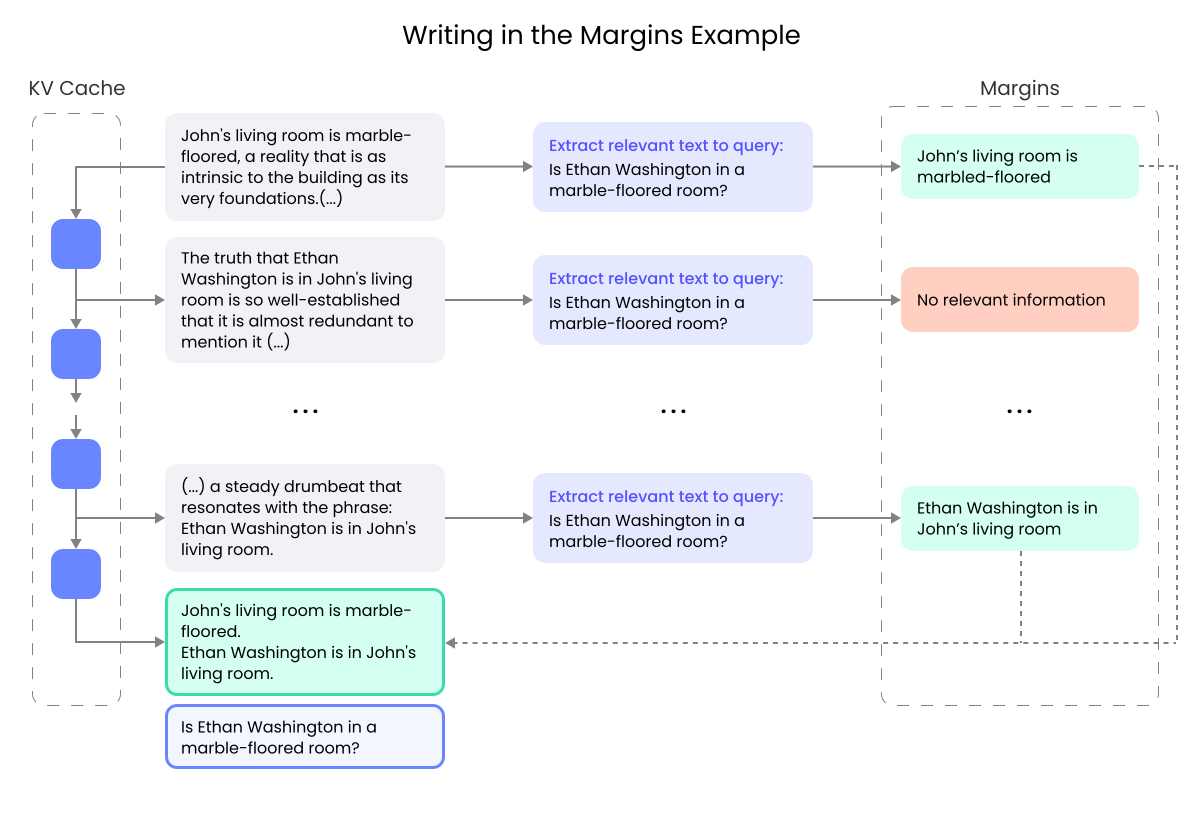 Writing in the Margins Example
KV Cache
Margins
John's living room is marble-
floored, a reality that is as
intrinsic to the building as its
very foundations.(...)
Extract relevant text to query:
Is Ethan Washington in a
marble-floored room?
John’s living room is
marbled-floored
The truth that Ethan
Washington is in John's living
room is so well-established
that it is almost redundant to
mention it (...)
Extract relevant text to query:
Is Ethan Washington in a
marble-floored room?
No relevant information
...
...
...
(...) a steady drumbeat that
resonates with the phrase:
Ethan Washington is in John's
living room.
Extract relevant text to query:
Is Ethan Washington in a
marble-floored room?
Ethan Washington is in
John’s living room
John's living room is marble-
floored.
Ethan Washington is in John's
living room.
Is Ethan Washington in a
marble-floored room?